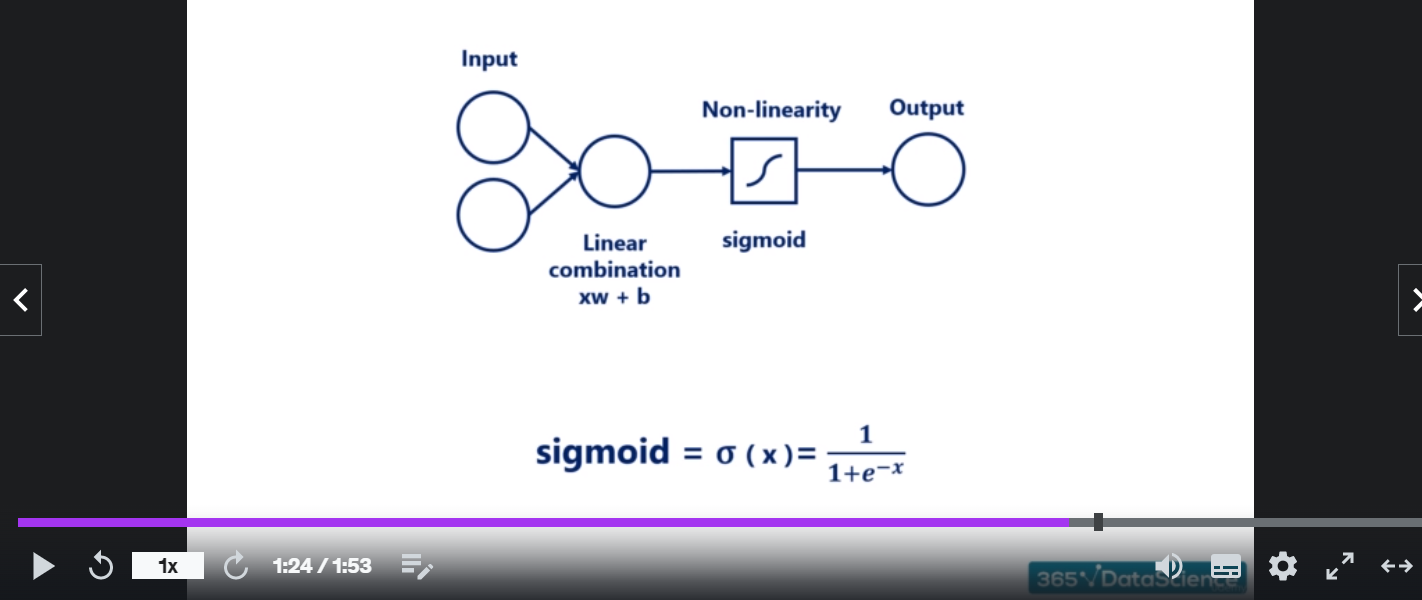 Input
Non-linearity
Output
Linear
combination
xw + b
sigmoid
sigmoid = σ (x)= 1/1+e⁻ˣ
1x
1:24 / 1:53
365√DataScience